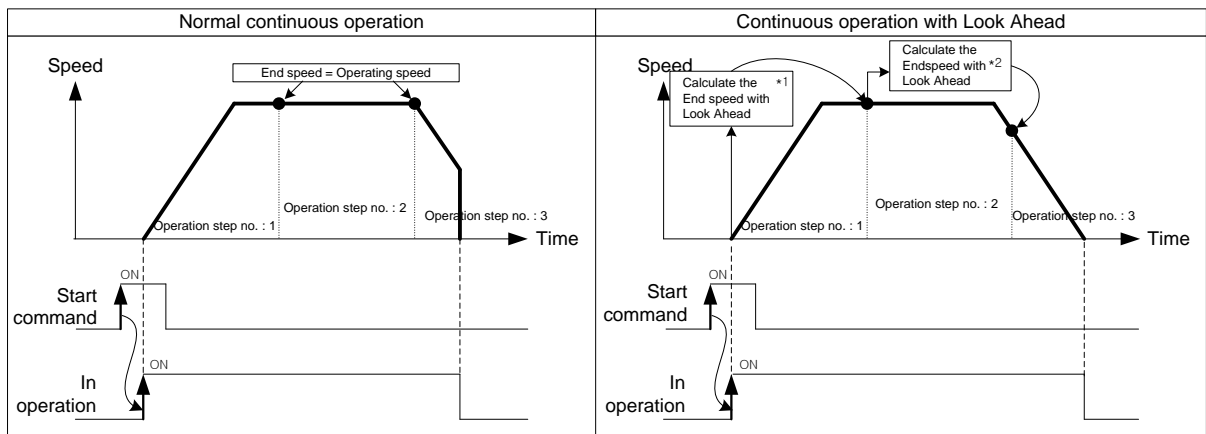 Normal continuous operation
Speed
End speed = Operating speed
Operation step no. : 1
Operation step no. : 2
Operation step no. : 3
Time
ON
Start
command
ON
In
operation
Continuous operation with Look Ahead
Speed
Calculate the *1
End speed with
Look Ahead
Calculate the
Endspeed with *2
Look Ahead
Operation step no. : 1
Operation step no. : 2
Operation step no. : 3
Time
ON
Start
command
ON
In
operation